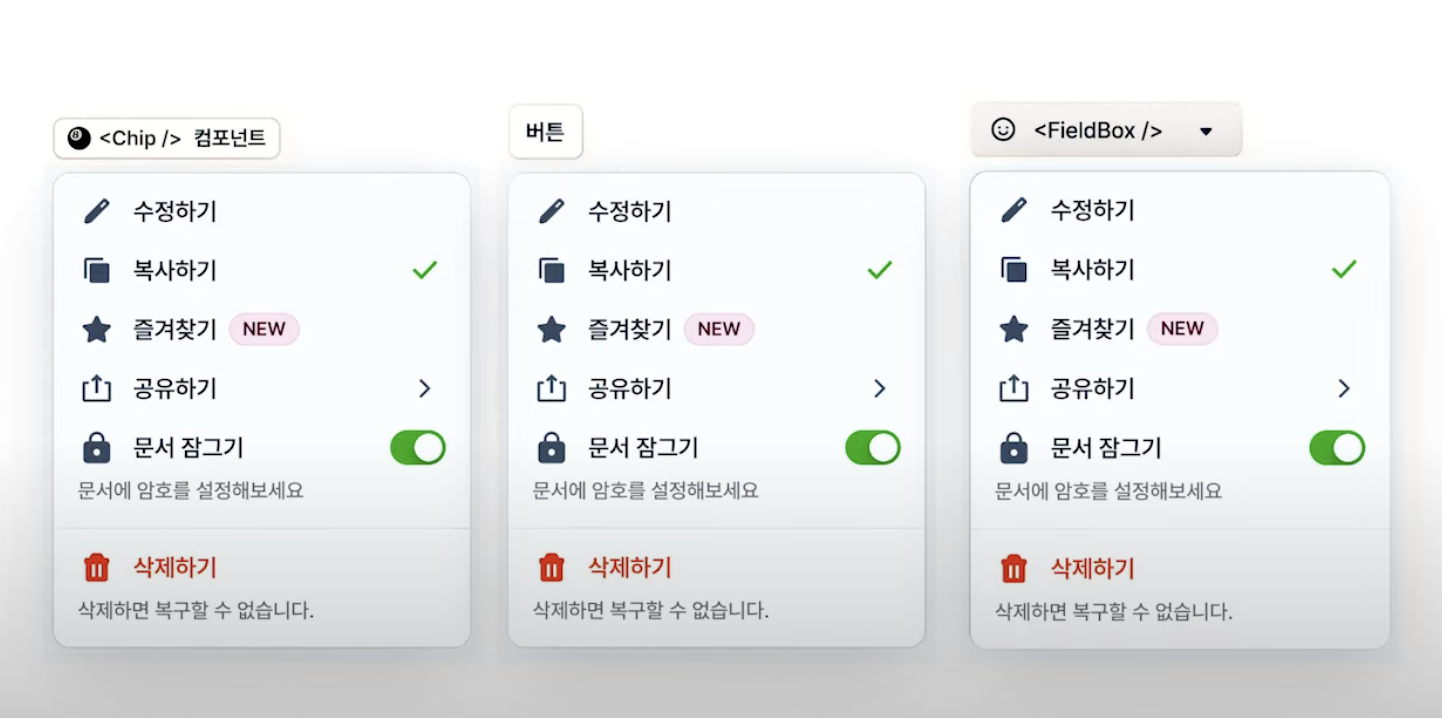 8 <Chip /> 컴포넌트
수정하기
복사하기
즐겨찾기 NEW
공유하기
문서 잠그기
문서에 암호를 설정해보세요
삭제하기
삭제하면 복구할 수 없습니다.
버튼
수정하기
복사하기
즐겨찾기 NEW
공유하기
문서 잠그기
문서에 암호를 설정해보세요
삭제하기
삭제하면 복구할 수 없습니다.
<FieldBox />
수정하기
복사하기
즐겨찾기 NEW
공유하기
문서 잠그기
문서에 암호를 설정해보세요
삭제하기
삭제하면 복구할 수 없습니다.